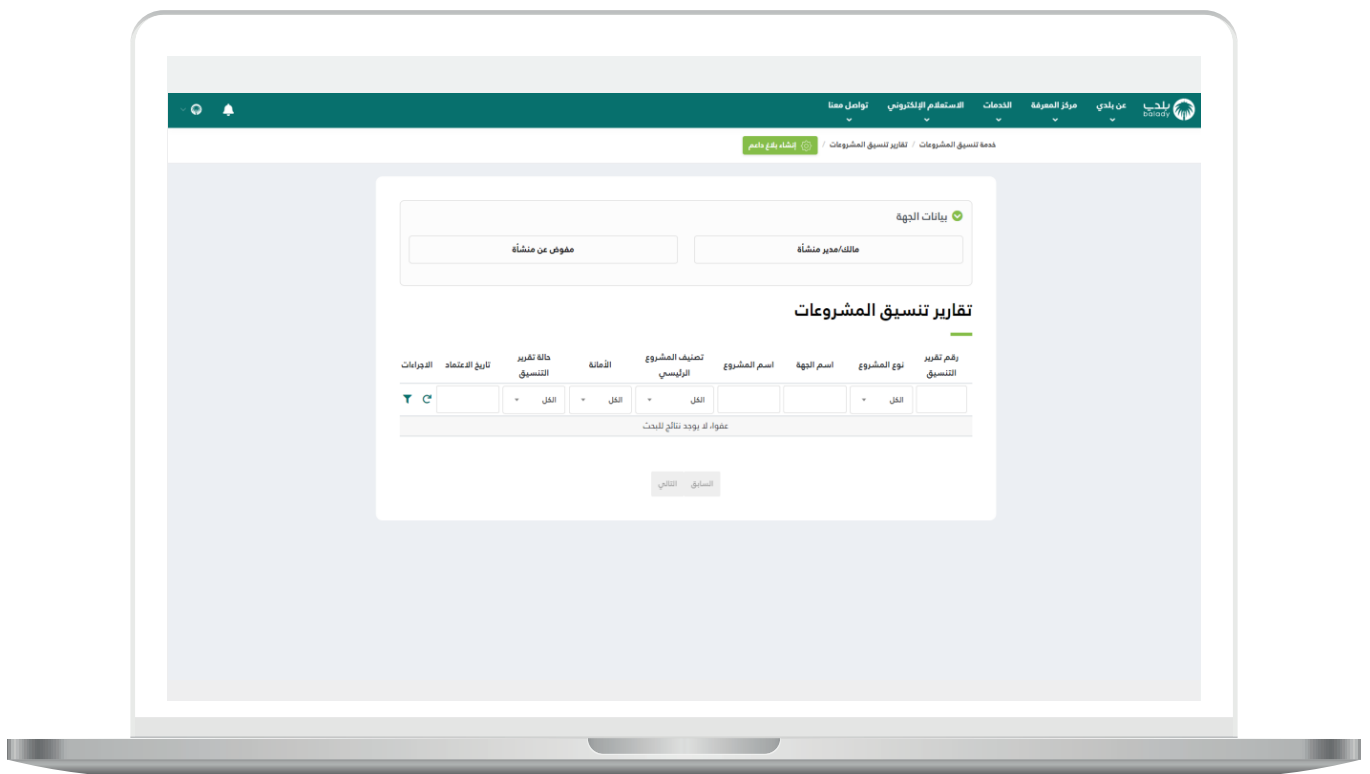 بلدي
balady
عن بلدي
مركز المعرفة
الخدمات
الاستعلام الإلكتروني
تواصل معنا
خدمة تنسيق المشروعات / تقارير تنسيق المشروعات / إنشاء بلاغ داعم
بيانات الجهة
مالك/مدير منشأة
مفوض عن منشأة
تقارير تنسيق المشروعات
رقم تقرير التنسيق
نوع المشروع
اسم الجهة
اسم المشروع
تصنيف المشروع الرئيسي
الأمانة
حالة تقرير التنسيق
تاريخ الاعتماد
الاجراءات
الكل
الكل
الكل
الكل
عفوا، لا يوجد نتائج للبحث
السابق
التالي